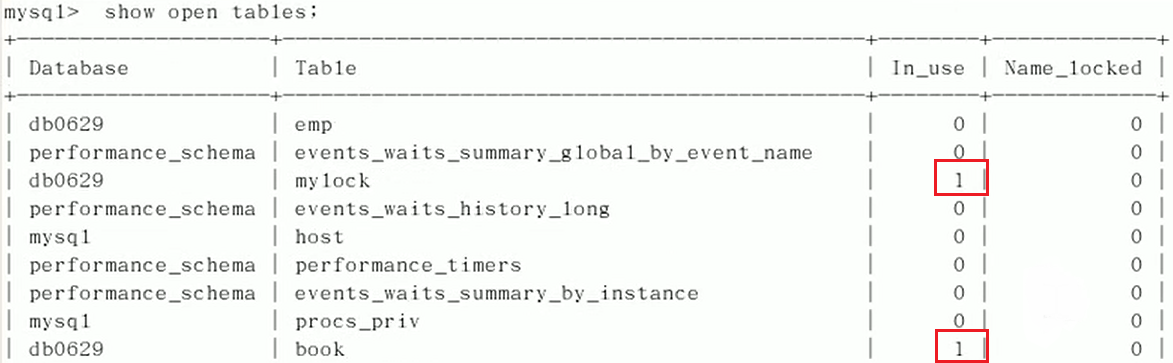 mysql>  show open tables;
+---------------------+-----------------------------------------------+--------+-------------+
| Database            | Table                                         | In_use | Name_locked |
+---------------------+-----------------------------------------------+--------+-------------+
| db0629              | emp                                           |      0 |           0 |
| performance_schema  | events_waits_summary_global_by_event_name     |      0 |           0 |
| db0629              | mylock                                        |      1 |           0 |
| performance_schema  | events_waits_history_long                     |      0 |           0 |
| mysql               | host                                          |      0 |           0 |
| performance_schema  | performance_timers                            |      0 |           0 |
| performance_schema  | events_waits_summary_by_instance              |      0 |           0 |
| mysql               | procs_priv                                    |      0 |           0 |
| db0629              | book                                          |      1 |           0 |